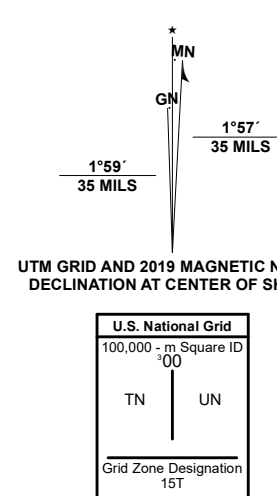 ★
MN
GN
1°57´
35 MILS
1°59´
35 MILS
UTM GRID AND 2019 MAGNETIC N
DECLINATION AT CENTER OF SH
U.S. National Grid
100,000 - m Square ID
³00
TN UN
Grid Zone Designation
15T